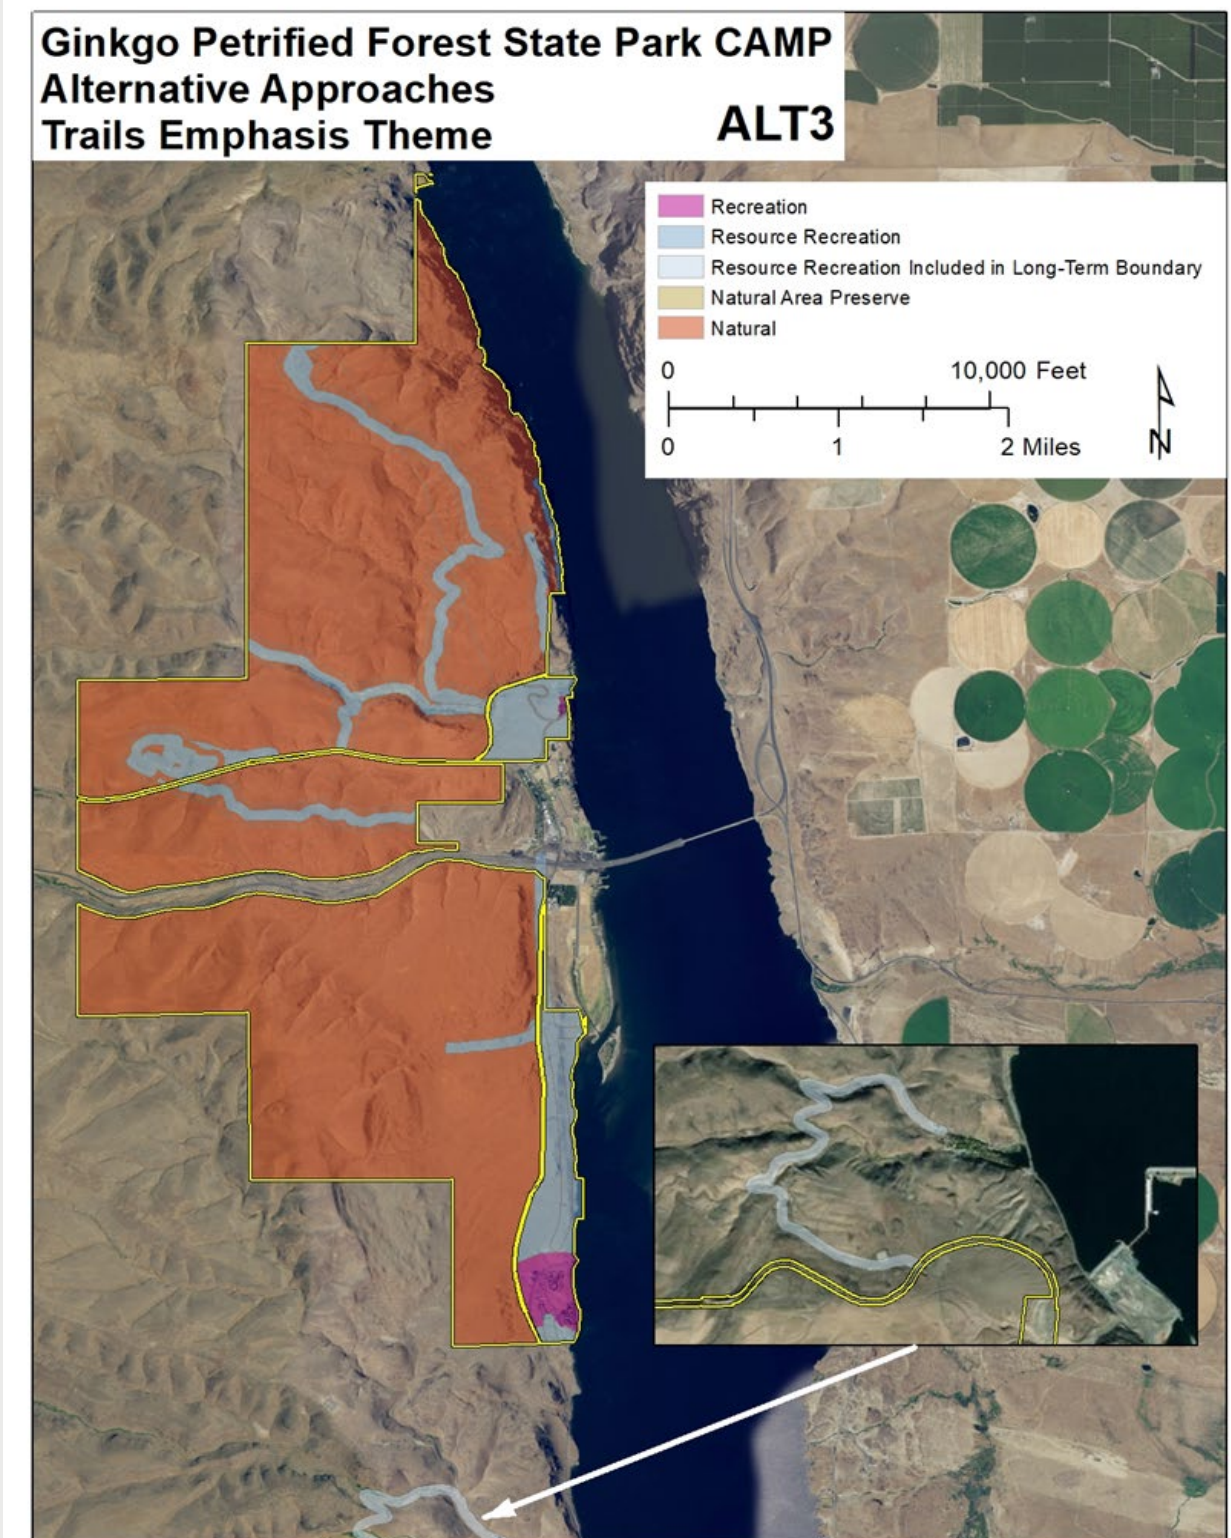 Ginkgo Petrified Forest State Park CAMP
Alternative Approaches
Trails Emphasis Theme
ALT3
Recreation
Resource Recreation
Resource Recreation Included in Long-Term Boundary
Natural Area Preserve
Natural
0 10,000 Feet
0 1 2 Miles
N